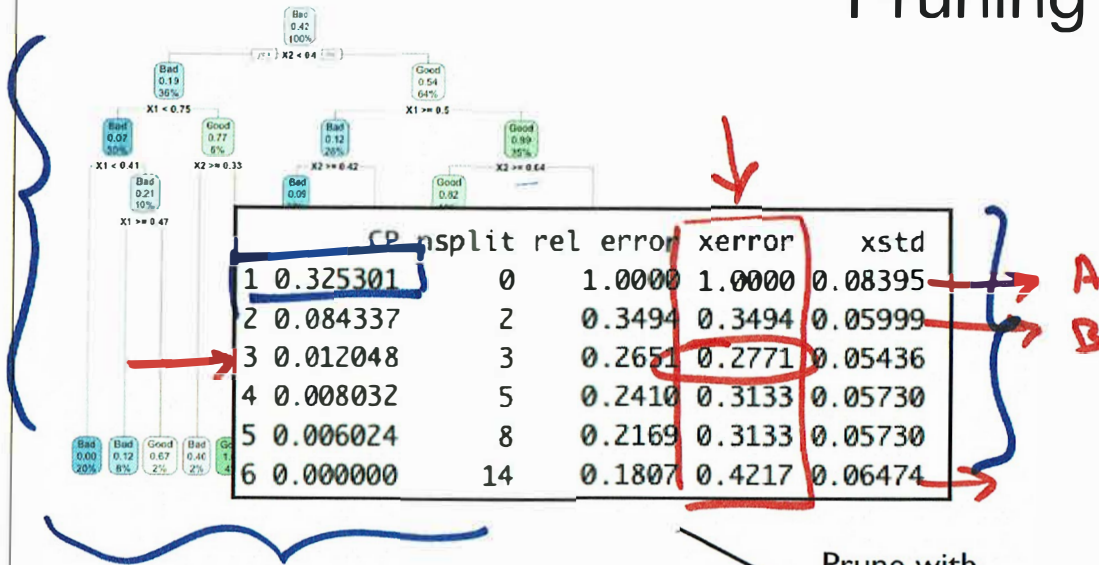 Pruning
Bad
0.42
100%
X2 < 0.4
Bad
0.19
36%
Good
0.54
64%
X1 < 0.75
X1 >= 0.5
Bad
0.07
30%
Good
0.77
6%
Bad
0.12
Good
0.99
35%
X1 < 0.41
X2 >= 0.33
X2 >= 0.42
X2 >= 0.64
Bad
0.21
10%
Bad
0.09
Good
0.82
X1 >= 0.47
CP nsplit rel error xerror xstd
1 0.325301 0 1.0000 1.0000 0.08395 A
2 0.084337 2 0.3494 0.3494 0.05999 B
3 0.012048 3 0.2651 0.2771 0.05436
4 0.008032 5 0.2410 0.3133 0.05730
5 0.006024 8 0.2169 0.3133 0.05730
6 0.000000 14 0.1807 0.4217 0.06474
Bad Bad Good Bad
0.00 0.12 0.67
20% 6% 2% 2%
Prune with